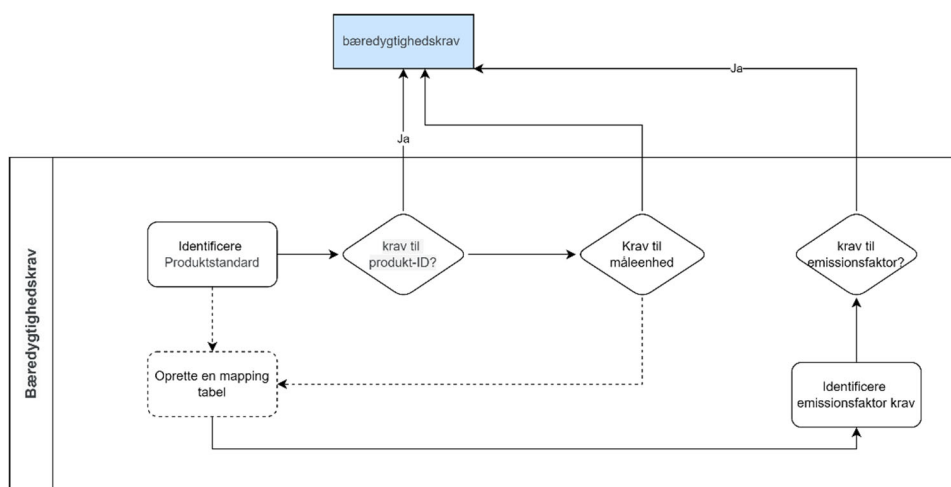 bæredygtighedskrav
Ja
Ja
Bæredygtighedskrav
Identificere
Produktstandard
krav til
produkt-ID?
Krav til
måleenhed
krav til
emissionsfaktor?
Oprette en mapping
tabel
Identificere
emissionsfaktor krav